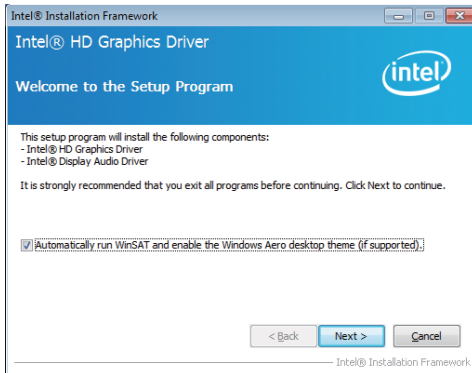 Intel® Installation Framework
Intel® HD Graphics Driver
intel
Welcome to the Setup Program
This setup program will install the following components:
- Intel® HD Graphics Driver
- Intel® Display Audio Driver
It is strongly recommended that you exit all programs before continuing. Click Next to continue.
Automatically run WinSAT and enable the Windows Aero desktop theme (if supported).
< Back
Next >
Cancel
Intel® Installation Framework